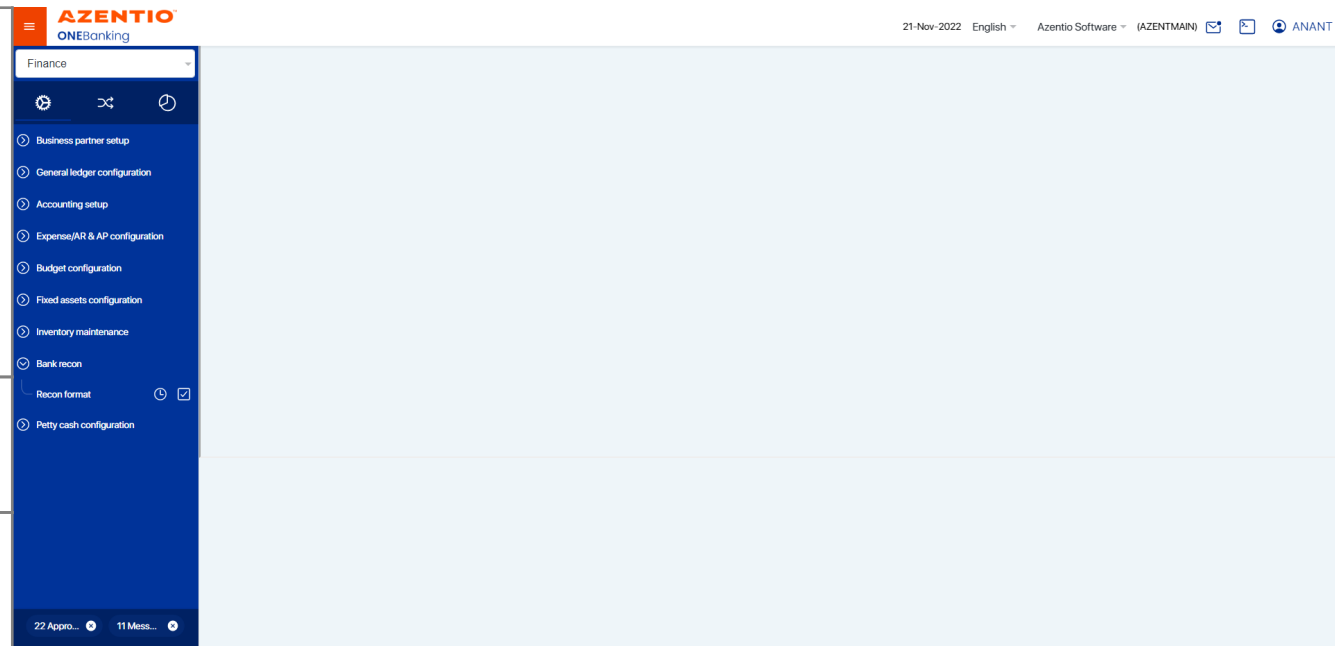 AZENTIO™
ONEBanking
21-Nov-2022 English Azentio Software (AZENTMAIN) ANANT
Finance
Business partner setup
General ledger configuration
Accounting setup
Expense/AR & AP configuration
Budget configuration
Fixed assets configuration
Inventory maintenance
Bank recon
Recon format
Petty cash configuration
22 Appro... 11 Mess...